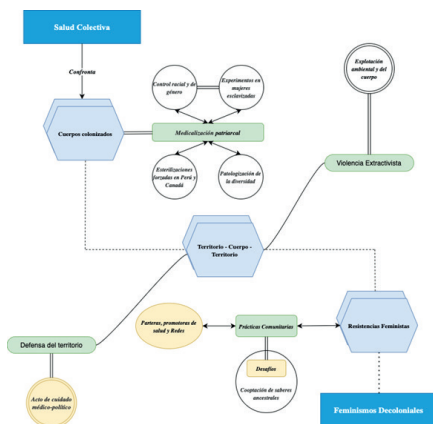 Salud Colectiva
Confronta
Control racial y de
género
Experimentos en
mujeres
esclavizadas
Explotación
ambiental y del
cuerpo
Cuerpos colonizados
Medicalización patriarcal
Esterilizaciones
forzadas en Perú y
Canadá
Patologización de
la diversidad
Violencia Extractivista
Territorio - Cuerpo -
Territorio
Parteras, promotoras de
salud y Redes
Prácticas Comunitarias
Resistencias Feministas
Defensa del territorio
Desafíos
Cooptación de saberes
ancestrales
Acto de cuidado
médico-político
Feminismos Decoloniales